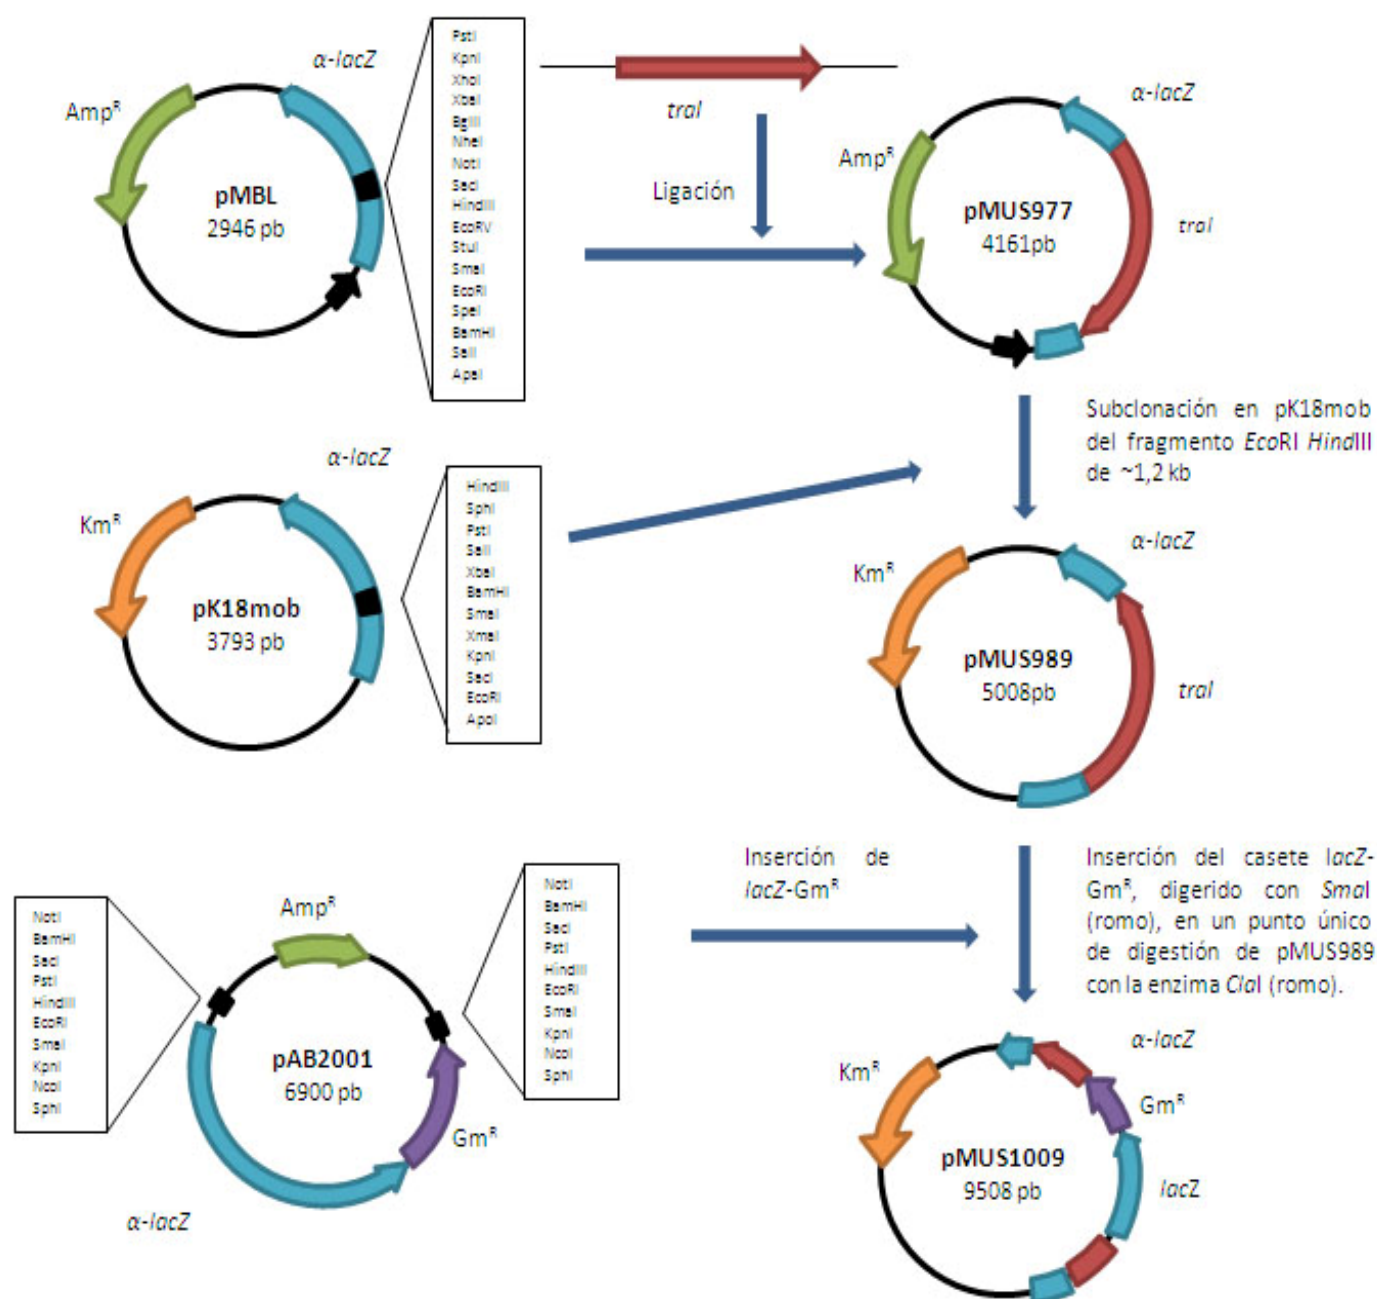 α-lacZ
Amp^R
pMBL
2946 pb
PstI
KpnI
XhoI
XbaI
BglII
NheI
NotI
SacI
HindIII
EcoRV
StuI
SmaI
EcoRI
SpeI
BamHI
SalI
ApaI
traI
Ligación
α-lacZ
Amp^R
pMUS977
4161pb
traI
Subclonación en pK18mob
del fragmento EcoRI HindIII
de ~1,2 kb
α-lacZ
Km^R
pK18mob
3793 pb
HindIII
SphI
PstI
SalI
XbaI
BamHI
SmaI
XmaI
KpnI
SacI
EcoRI
ApoI
α-lacZ
Km^R
pMUS989
5008pb
traI
Inserción de
lacZ-Gm^R
Inserción del casete lacZ-
Gm^R, digerido con SmaI
(romo), en un punto único
de digestión de pMUS989
con la enzima ClaI (romo).
NotI
BamHI
SacI
PstI
HindIII
EcoRI
SmaI
KpnI
NcoI
SphI
Amp^R
pAB2001
6900 pb
Gm^R
α-lacZ
NotI
BamHI
SacI
PstI
HindIII
EcoRI
SmaI
KpnI
NcoI
SphI
α-lacZ
Km^R
Gm^R
pMUS1009
9508 pb
lacZ